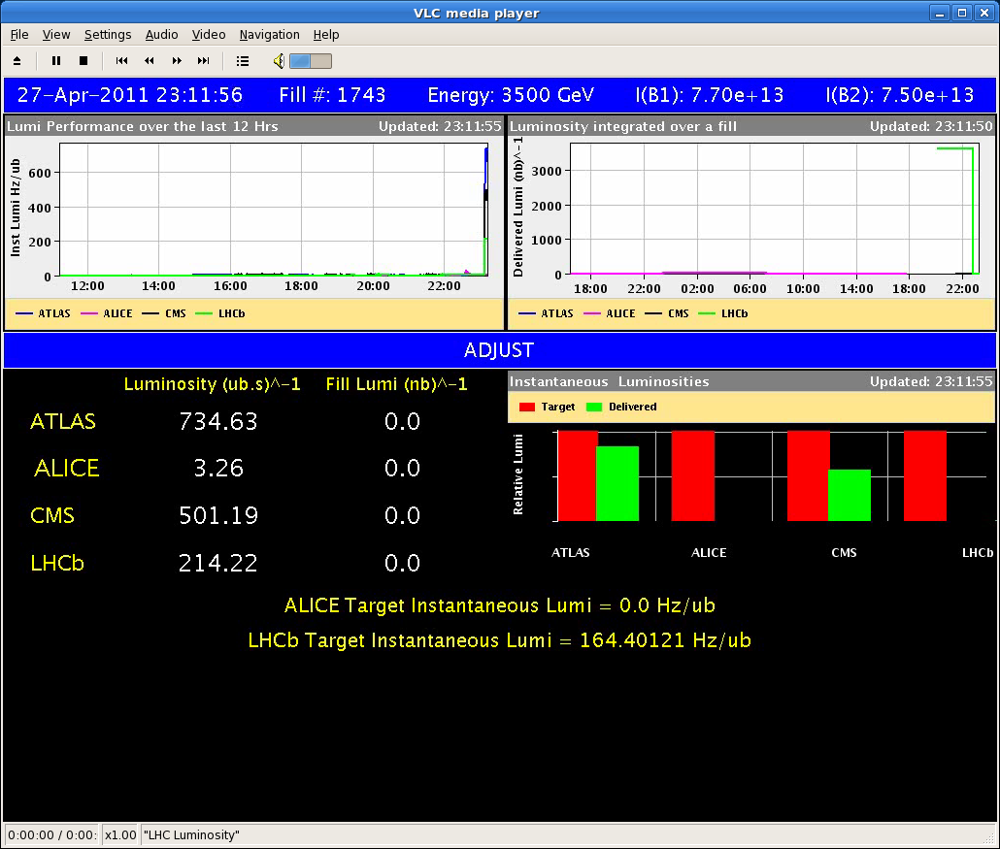 VLC media player
File View Settings Audio Video Navigation Help
27-Apr-2011 23:11:56 Fill #: 1743 Energy: 3500 GeV I(B1): 7.70e+13 I(B2): 7.50e+13
Lumi Performance over the last 12 Hrs Updated: 23:11:55
Inst Lumi Hz/ub
600
400
200
0
12:00 14:00 16:00 18:00 20:00 22:00
ATLAS ALICE CMS LHCb
Luminosity integrated over a fill Updated: 23:11:50
Delivered Lumi (nb)^-1
3000
2000
1000
0
18:00 22:00 02:00 06:00 10:00 14:00 18:00 22:00
ATLAS ALICE CMS LHCb
ADJUST
Luminosity (ub.s)^-1 Fill Lumi (nb)^-1
ATLAS 734.63 0.0
ALICE 3.26 0.0
CMS 501.19 0.0
LHCb 214.22 0.0
Instantaneous Luminosities Updated: 23:11:55
Target Delivered
Relative Lumi
ATLAS ALICE CMS LHCb
ALICE Target Instantaneous Lumi = 0.0 Hz/ub
LHCb Target Instantaneous Lumi = 164.40121 Hz/ub
0:00:00 / 0:00: x1.00 "LHC Luminosity"